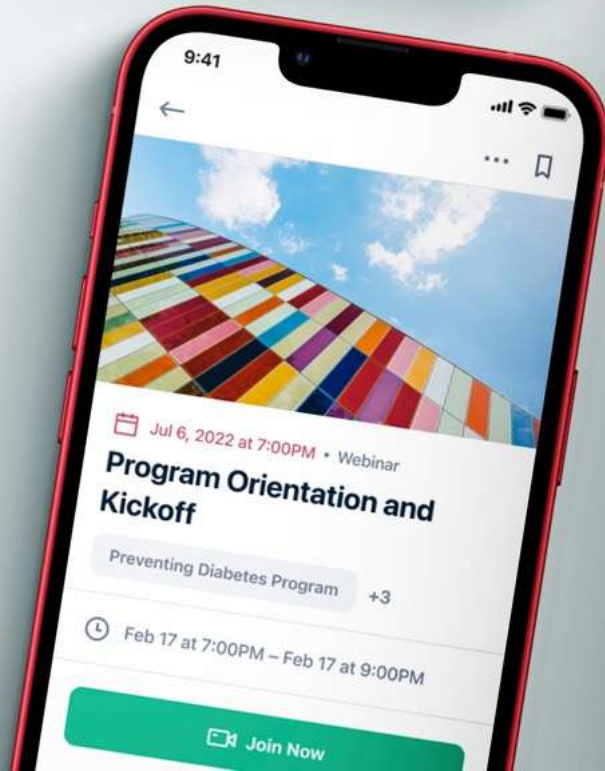 9:41
Jul 6, 2022 at 7:00PM • Webinar
Program Orientation and
Kickoff
Preventing Diabetes Program +3
Feb 17 at 7:00PM – Feb 17 at 9:00PM
Join Now